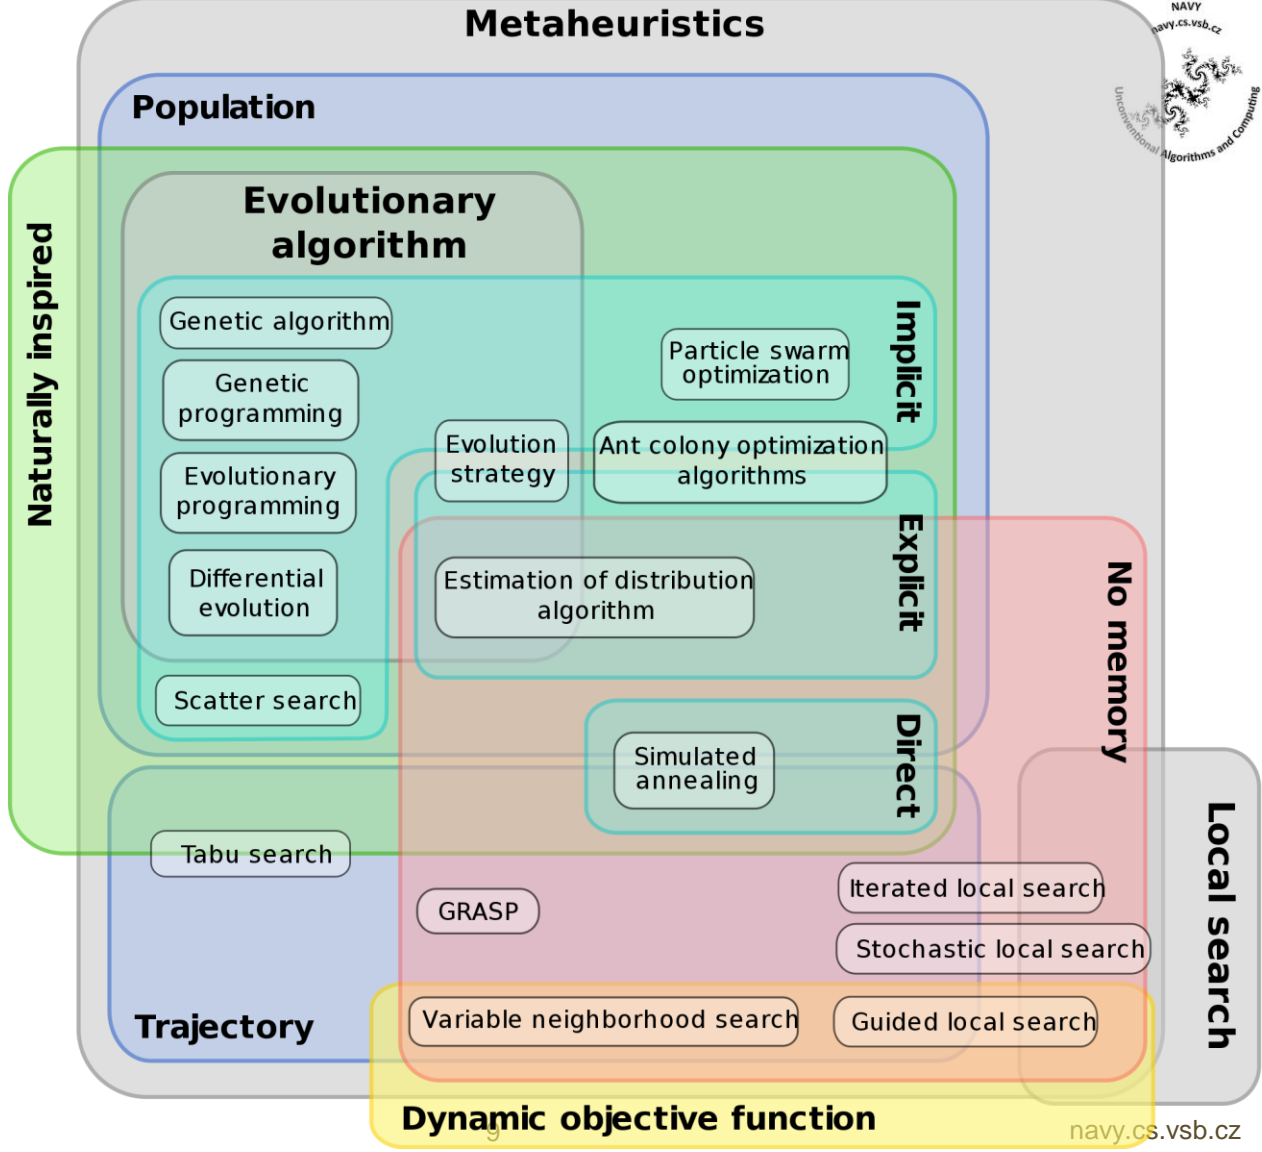 Metaheuristics
NAVY
navy.cs.vsb.cz
Unconventional Algorithms and Computing
Population
Naturally inspired
Evolutionary
algorithm
Implicit
Genetic algorithm
Particle swarm
optimization
Genetic
programming
Evolution
strategy
Ant colony optimization
algorithms
Evolutionary
programming
Explicit
Differential
evolution
Estimation of distribution
algorithm
No memory
Scatter search
Direct
Simulated
annealing
Local search
Tabu search
GRASP
Iterated local search
Stochastic local search
Trajectory
Variable neighborhood search
Guided local search
Dynamic objective function
9
navy.cs.vsb.cz